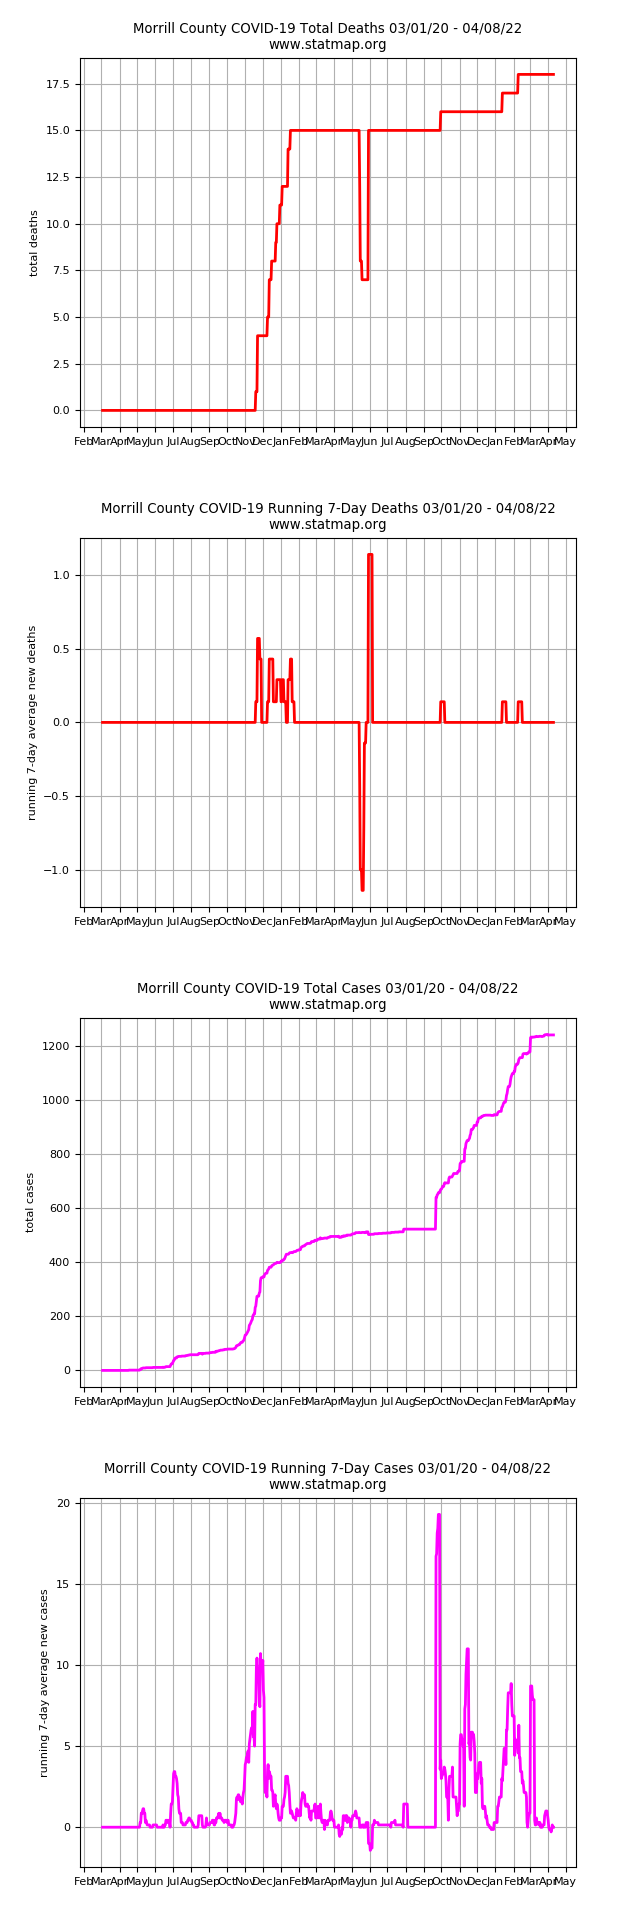 Morrill County COVID-19 Total Deaths 03/01/20 - 04/08/22
www.statmap.org
17.5
15.0
12.5
10.0
7.5
5.0
2.5
0.0
total deaths
Feb Mar Apr May Jun Jul Aug Sep Oct Nov Dec Jan Feb Mar Apr May Jun Jul Aug Sep Oct Nov Dec Jan Feb Mar Apr May
Morrill County COVID-19 Running 7-Day Deaths 03/01/20 - 04/08/22
www.statmap.org
1.0
0.5
0.0
−0.5
−1.0
running 7-day average new deaths
Feb Mar Apr May Jun Jul Aug Sep Oct Nov Dec Jan Feb Mar Apr May Jun Jul Aug Sep Oct Nov Dec Jan Feb Mar Apr May
Morrill County COVID-19 Total Cases 03/01/20 - 04/08/22
www.statmap.org
1200
1000
800
600
400
200
0
total cases
Feb Mar Apr May Jun Jul Aug Sep Oct Nov Dec Jan Feb Mar Apr May Jun Jul Aug Sep Oct Nov Dec Jan Feb Mar Apr May
Morrill County COVID-19 Running 7-Day Cases 03/01/20 - 04/08/22
www.statmap.org
20
15
10
5
0
running 7-day average new cases
Feb Mar Apr May Jun Jul Aug Sep Oct Nov Dec Jan Feb Mar Apr May Jun Jul Aug Sep Oct Nov Dec Jan Feb Mar Apr May